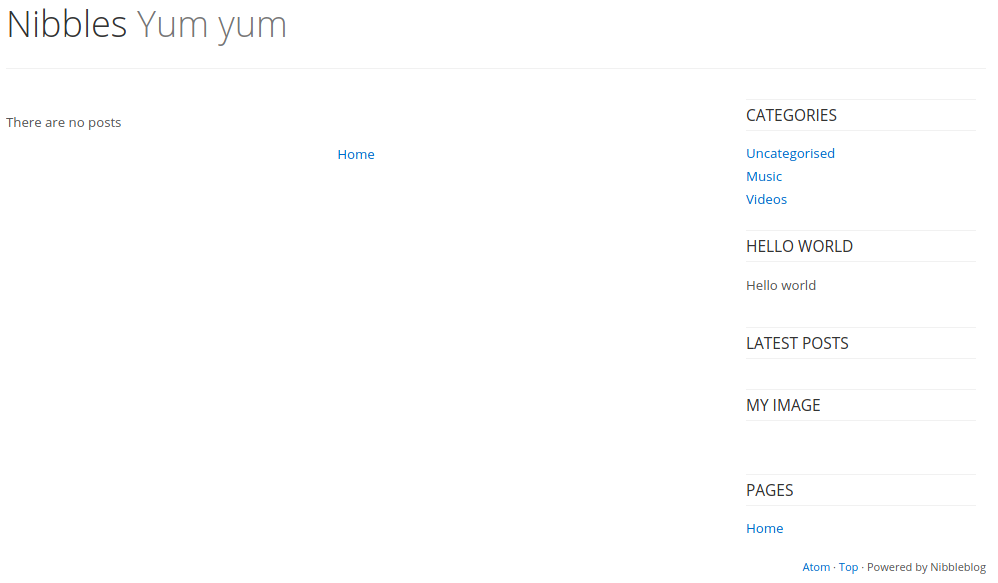 Nibbles Yum yum
There are no posts
Home
CATEGORIES
Uncategorised
Music
Videos
HELLO WORLD
Hello world
LATEST POSTS
MY IMAGE
PAGES
Home
Atom · Top · Powered by Nibbleblog